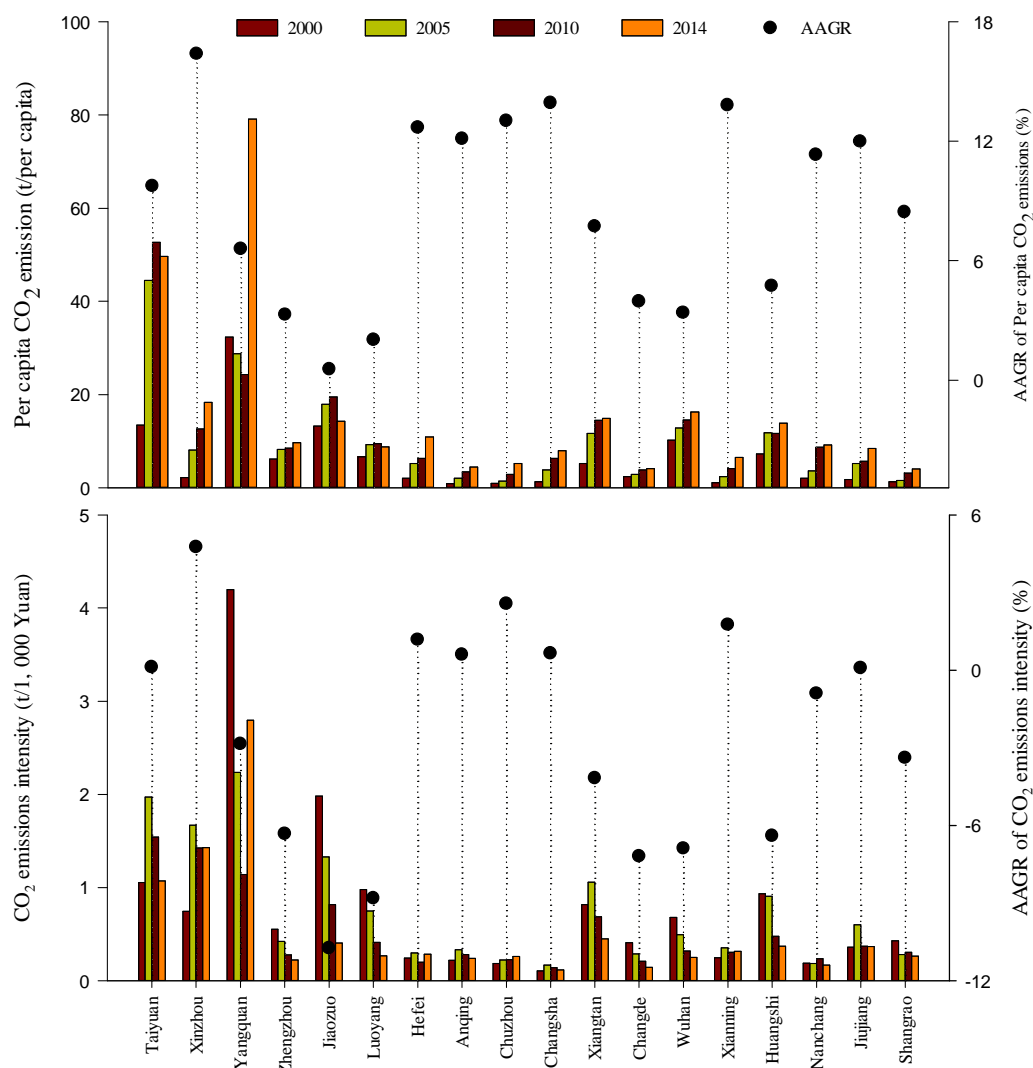 2000 2005 2010 2014 AAGR
Per capita CO2 emission (t/per capita)
100
80
60
40
20
0
18
12
6
0
AAGR of Per capita CO2 emissions (%)
CO2 emissions intensity (t/1, 000 Yuan)
5
4
3
2
1
0
6
0
-6
-12
AAGR of CO2 emissions intensity (%)
Taiyuan
Xinzhou
Yangquan
Zhengzhou
Jiaozuo
Luoyang
Hefei
Anqing
Chuzhou
Changsha
Xiangtan
Changde
Wuhan
Xianning
Huangshi
Nanchang
Jiujiang
Shangrao